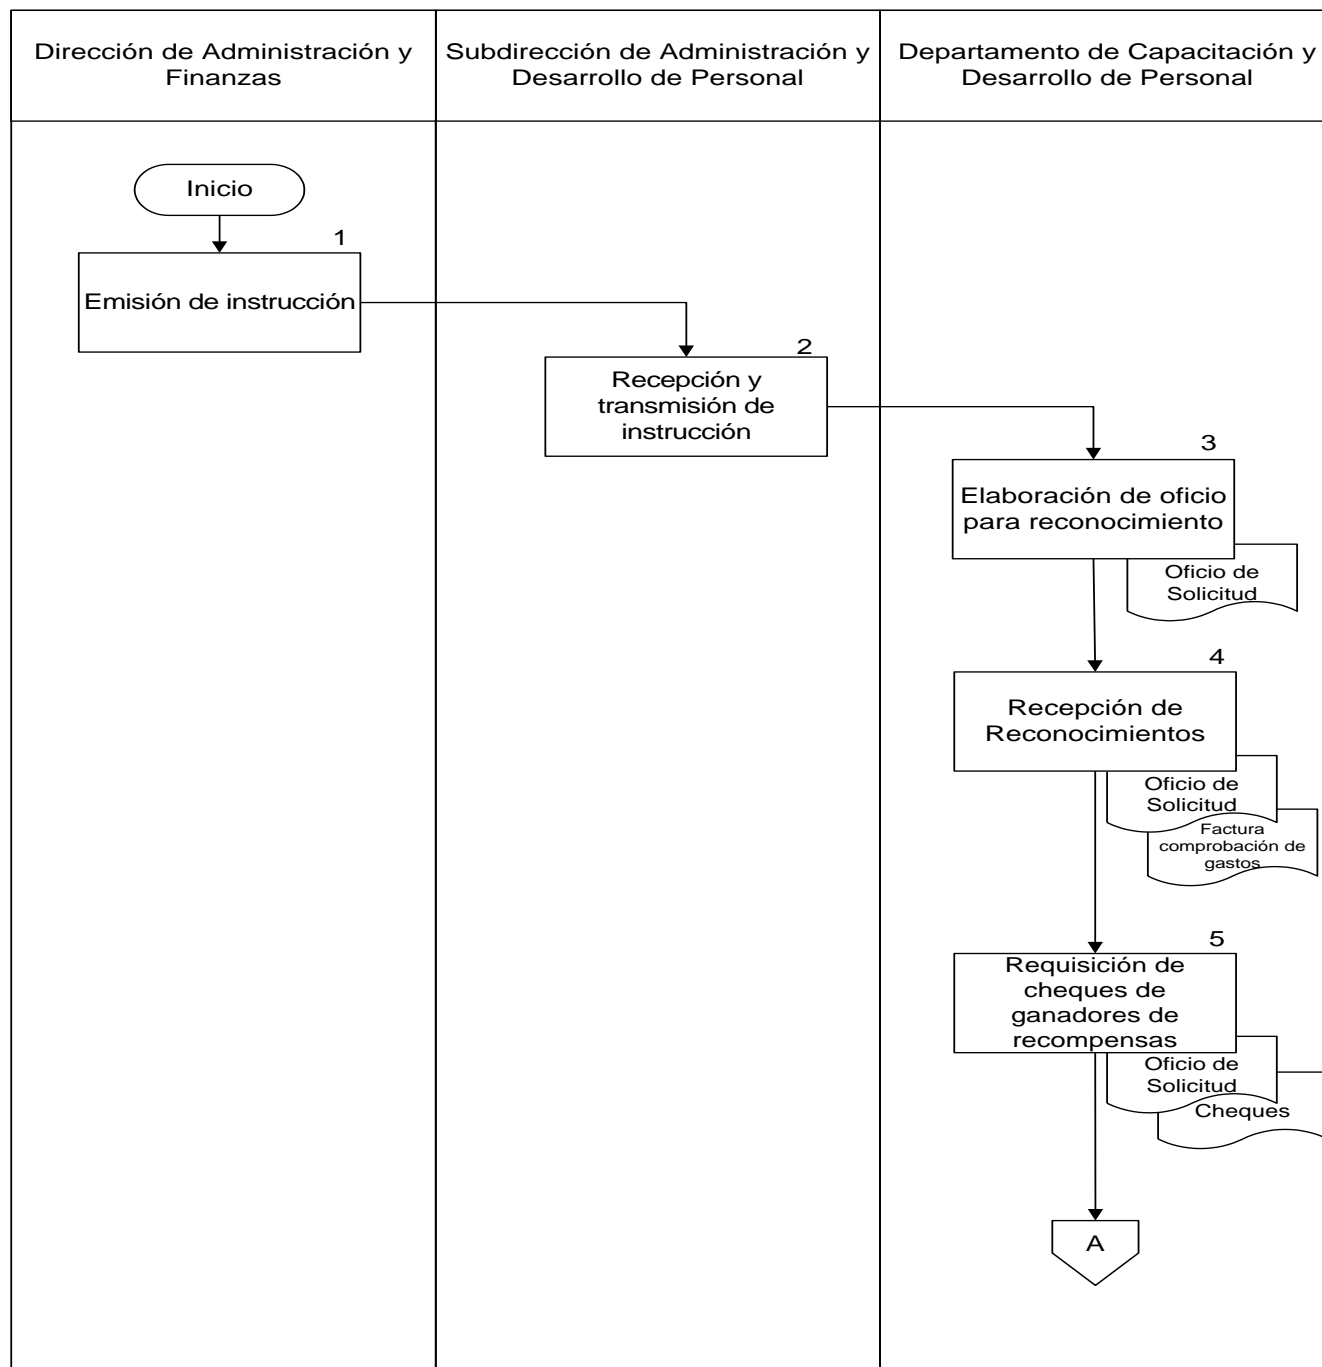 Dirección de Administración y
Finanzas
Subdirección de Administración y
Desarrollo de Personal
Departamento de Capacitación y
Desarrollo de Personal
Inicio
1
Emisión de instrucción
2
Recepción y
transmisión de
instrucción
3
Elaboración de oficio
para reconocimiento
Oficio de
Solicitud
4
Recepción de
Reconocimientos
Oficio de
Solicitud
Factura
comprobación de
gastos
5
Requisición de
cheques de
ganadores de
recompensas
Oficio de
Solicitud
Cheques
A